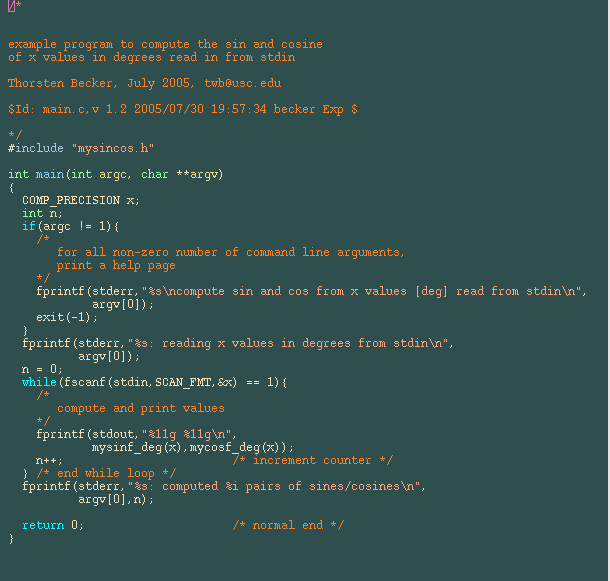 /*
example program to compute the sin and cosine
of x values in degrees read in from stdin
Thorsten Becker, July 2005, twb@usc.edu
$Id: main.c,v 1.2 2005/07/30 19:57:34 becker Exp $
*/
#include "mysincos.h"
int main(int argc, char **argv)
{
  COMP_PRECISION x;
  int n;
  if(argc != 1){
    /*
       for all non-zero number of command line arguments,
       print a help page
    */
    fprintf(stderr,"%s\ncompute sin and cos from x values [deg] read from stdin\n",
            argv[0]);
    exit(-1);
  }
  fprintf(stderr,"%s: reading x values in degrees from stdin\n",
          argv[0]);
  n = 0;
  while(fscanf(stdin,SCAN_FMT,&x) == 1){
    /*
       compute and print values
    */
    fprintf(stdout,"%11g %11g\n",
            mysinf_deg(x),mycosf_deg(x));
    n++;                        /* increment counter */
  } /* end while loop */
  fprintf(stderr,"%s: computed %i pairs of sines/cosines\n",
          argv[0],n);
  return 0;                     /* normal end */
}